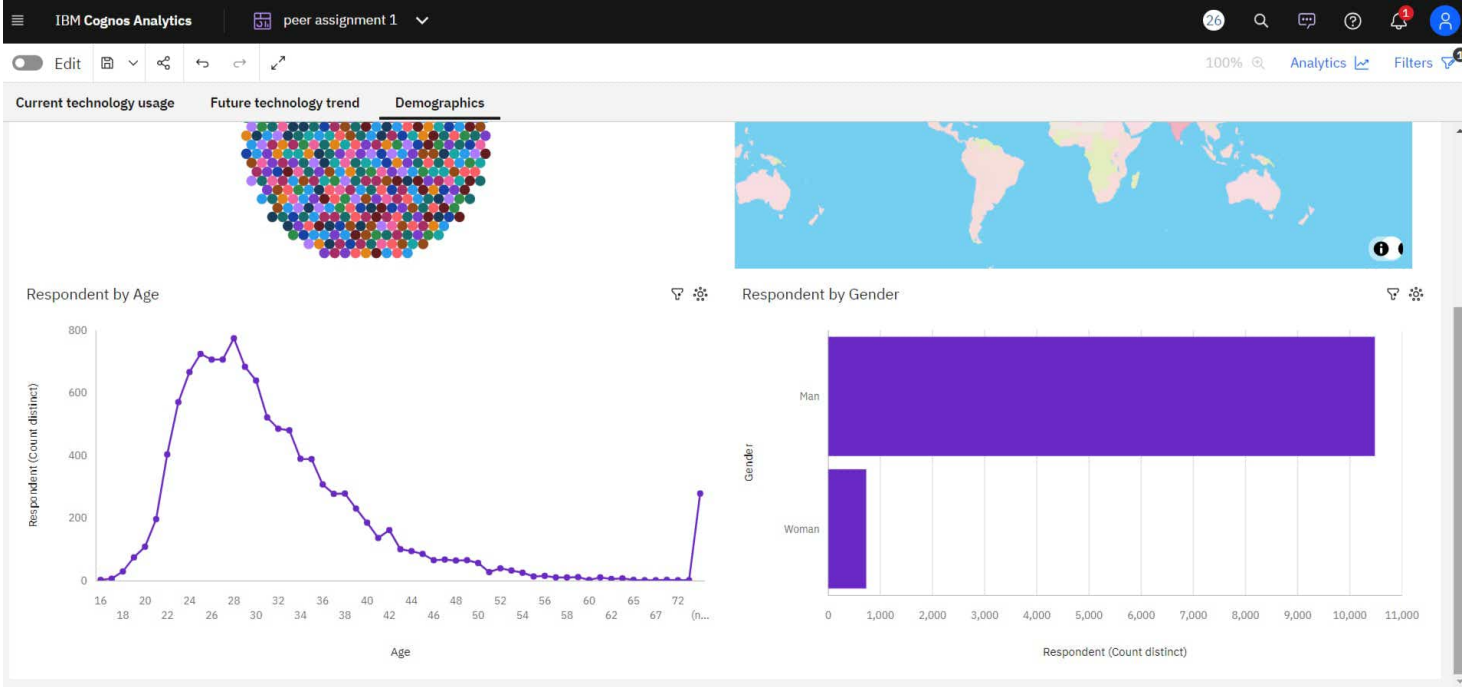 IBM Cognos Analytics peer assignment 1 26 1
Edit 100% Analytics Filters 1
Current technology usage Future technology trend Demographics
Respondent by Age
800
600
400
200
0
Respondent (Count distinct)
16 20 24 28 32 36 40 44 48 52 56 60 65 72
18 22 26 30 34 38 42 46 50 54 58 62 67 (n...
Age
Respondent by Gender
Gender
Man
Woman
0 1,000 2,000 3,000 4,000 5,000 6,000 7,000 8,000 9,000 10,000 11,000
Respondent (Count distinct)